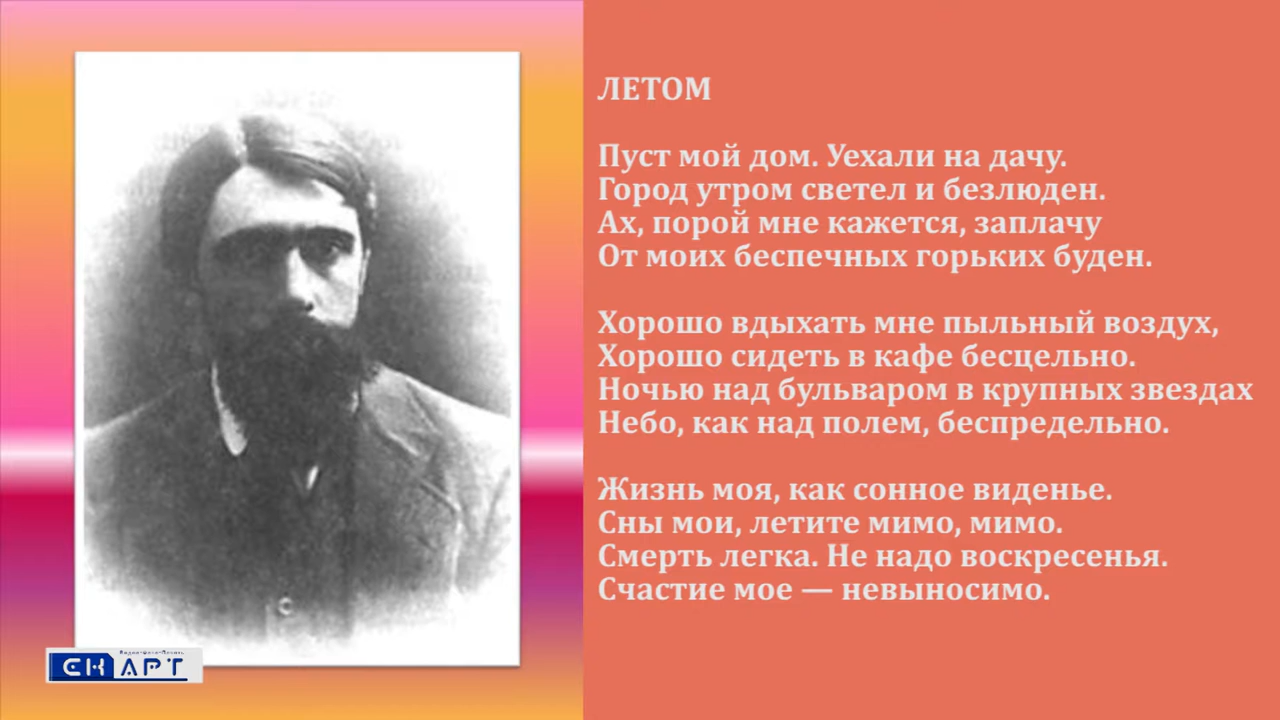 ЛЕТОМ
Пуст мой дом. Уехали на дачу.
Город утром светел и безлюден.
Ах, порой мне кажется, заплачу
От моих беспечных горьких буден.
Хорошо вдыхать мне пыльный воздух,
Хорошо сидеть в кафе бесцельно.
Ночью над бульваром в крупных звездах
Небо, как над полем, беспредельно.
Жизнь моя, как сонное виденье.
Сны мои, летите мимо, мимо.
Смерть легка. Не надо воскресенья.
Счастие мое — невыносимо.
СКАРТ